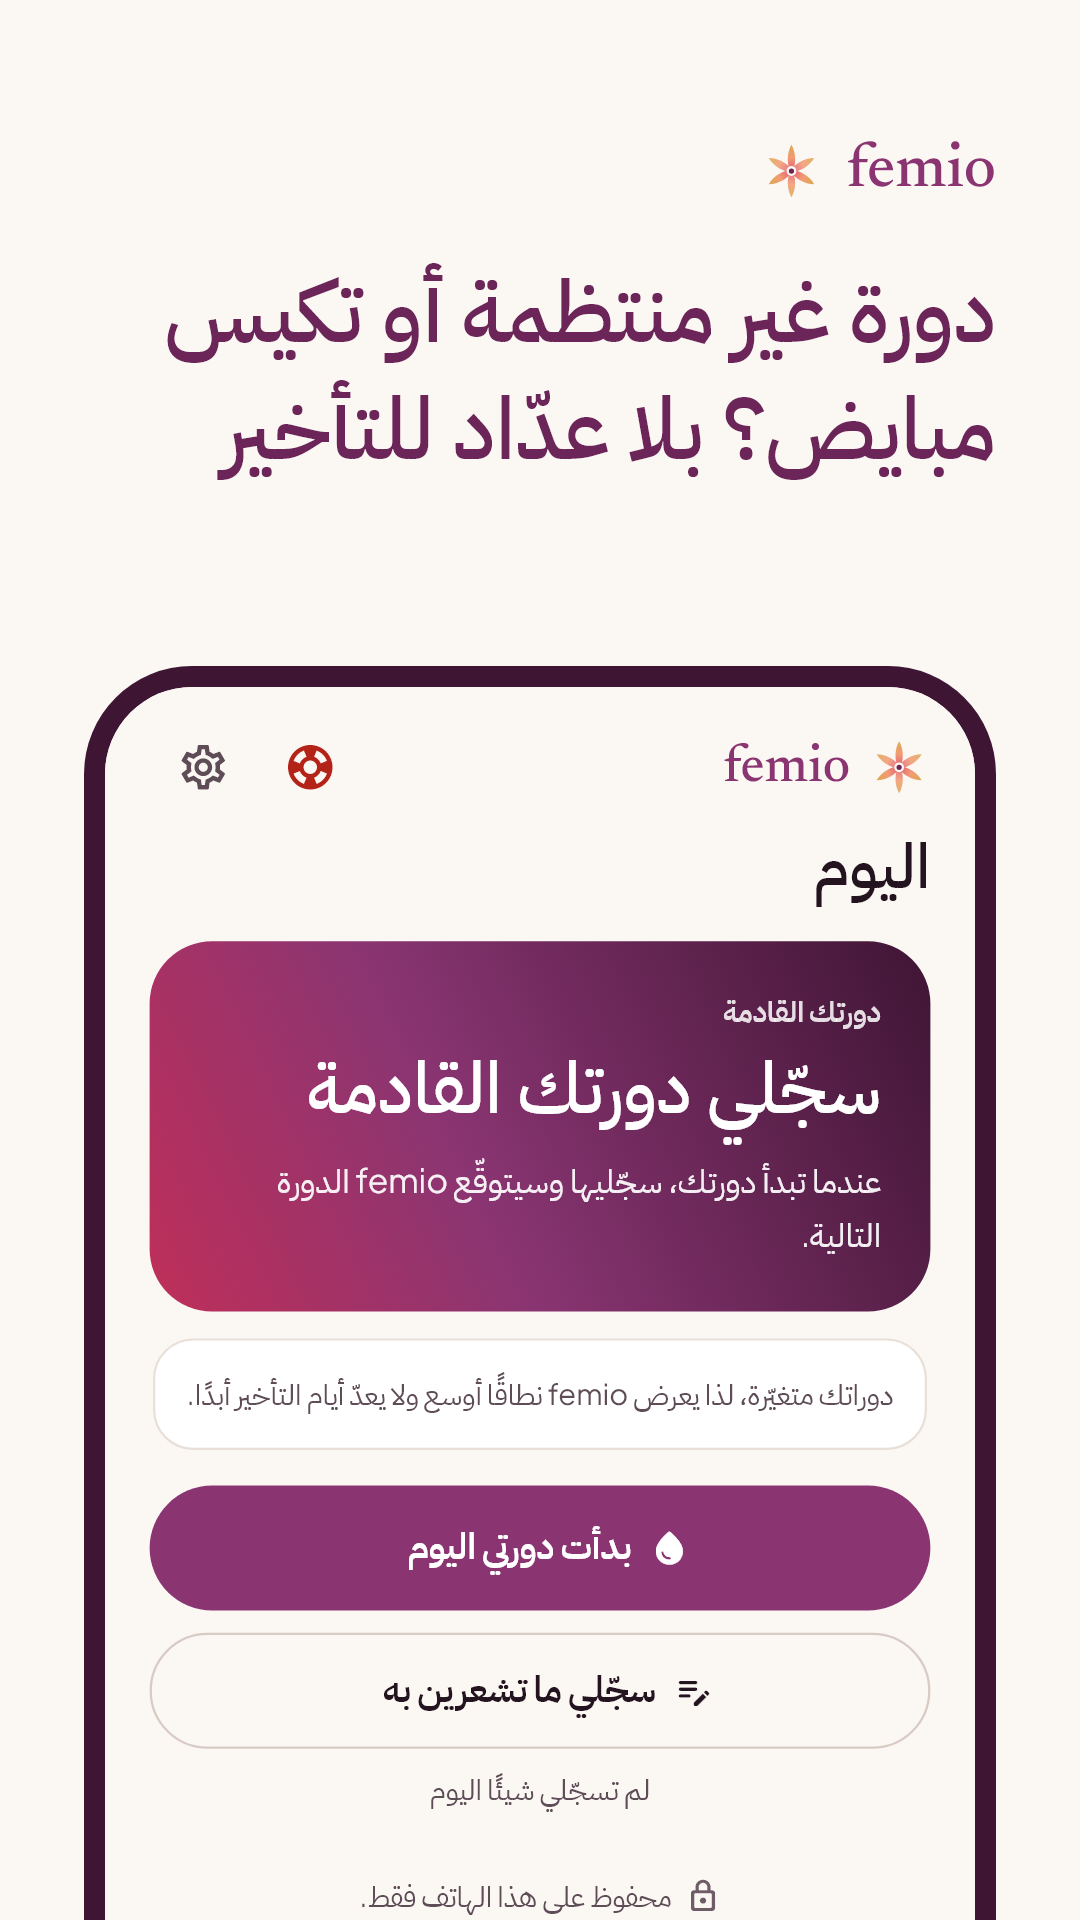 femio
دورة غير منتظمة أو تكيس
مبايض؟ بلا عدّاد للتأخير
femio
اليوم
دورتك القادمة
سجّلي دورتك القادمة
عندما تبدأ دورتك، سجّليها وسيتوقّع femio الدورة
التالية.
دوراتك متغيّرة، لذا يعرض femio نطاقًا أوسع ولا يعدّ أيام التأخير أبدًا.
بدأت دورتي اليوم
سجّلي ما تشعرين به
لم تسجّلي شيئًا اليوم
محفوظ على هذا الهاتف فقط.